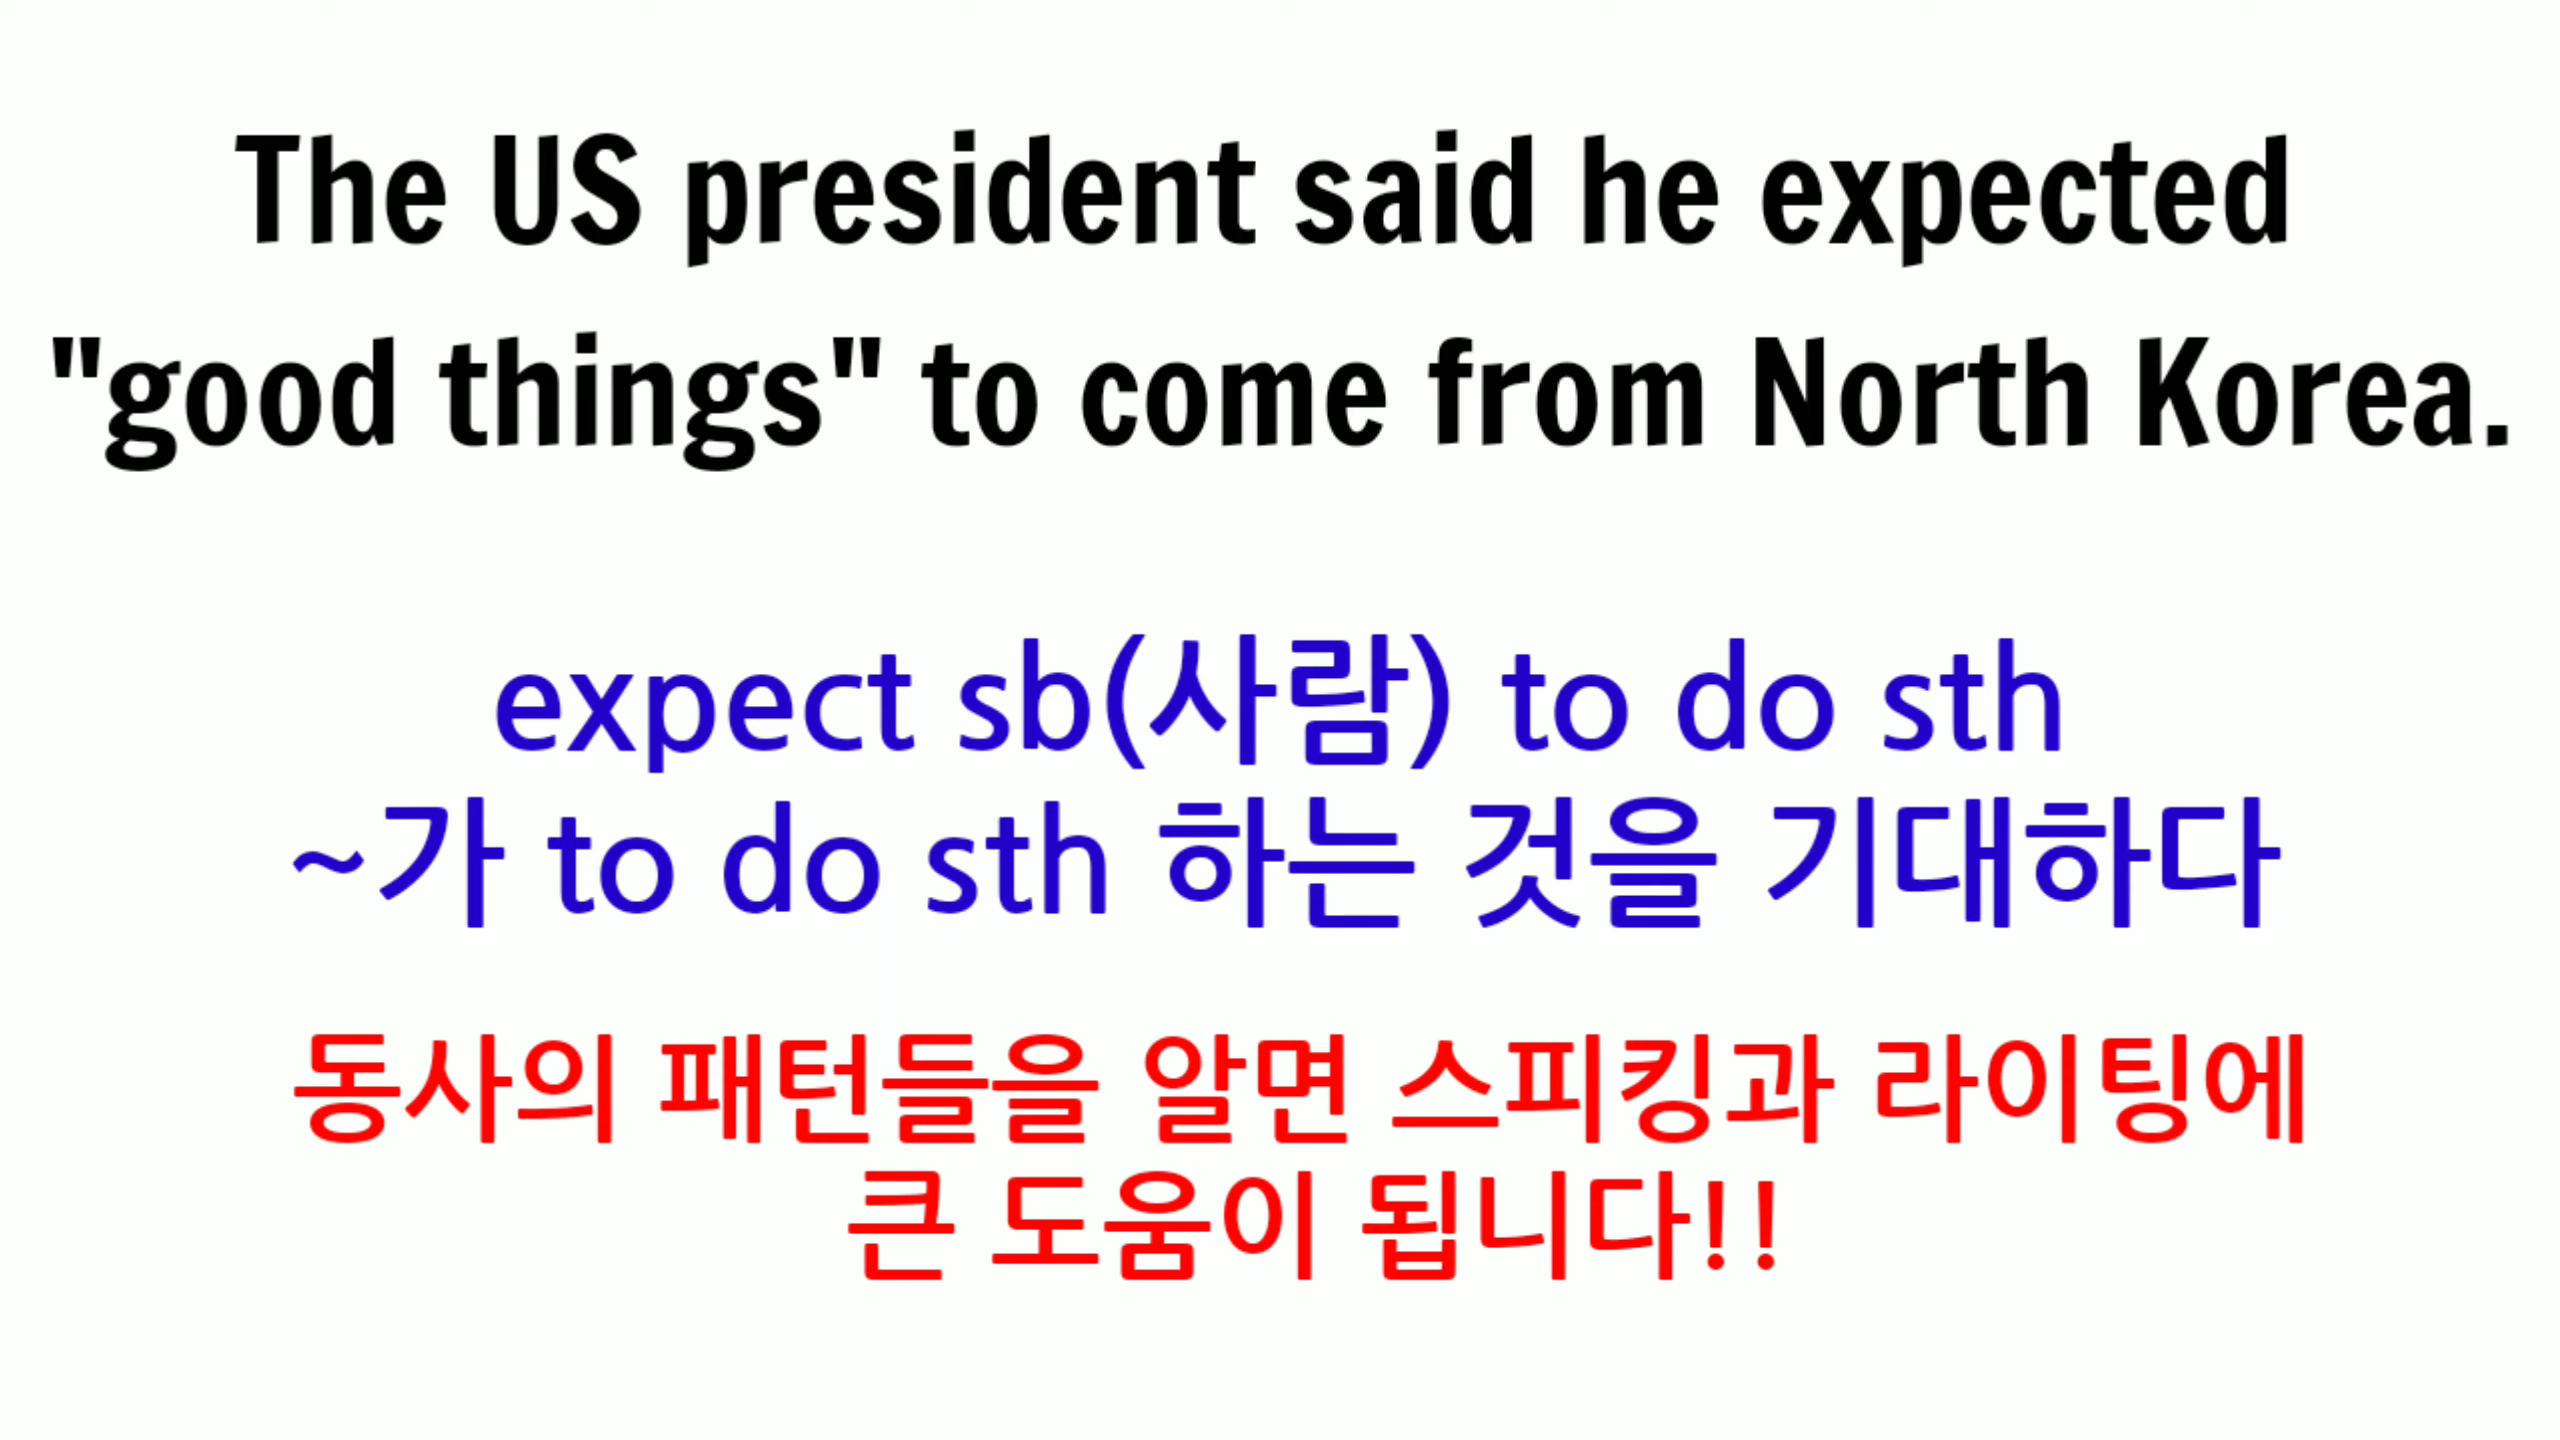 The US president said he expected
"good things" to come from North Korea.
expect sb(사람) to do sth
~가 to do sth 하는 것을 기대하다
동사의 패턴들을 알면 스피킹과 라이팅에
큰 도움이 됩니다!!